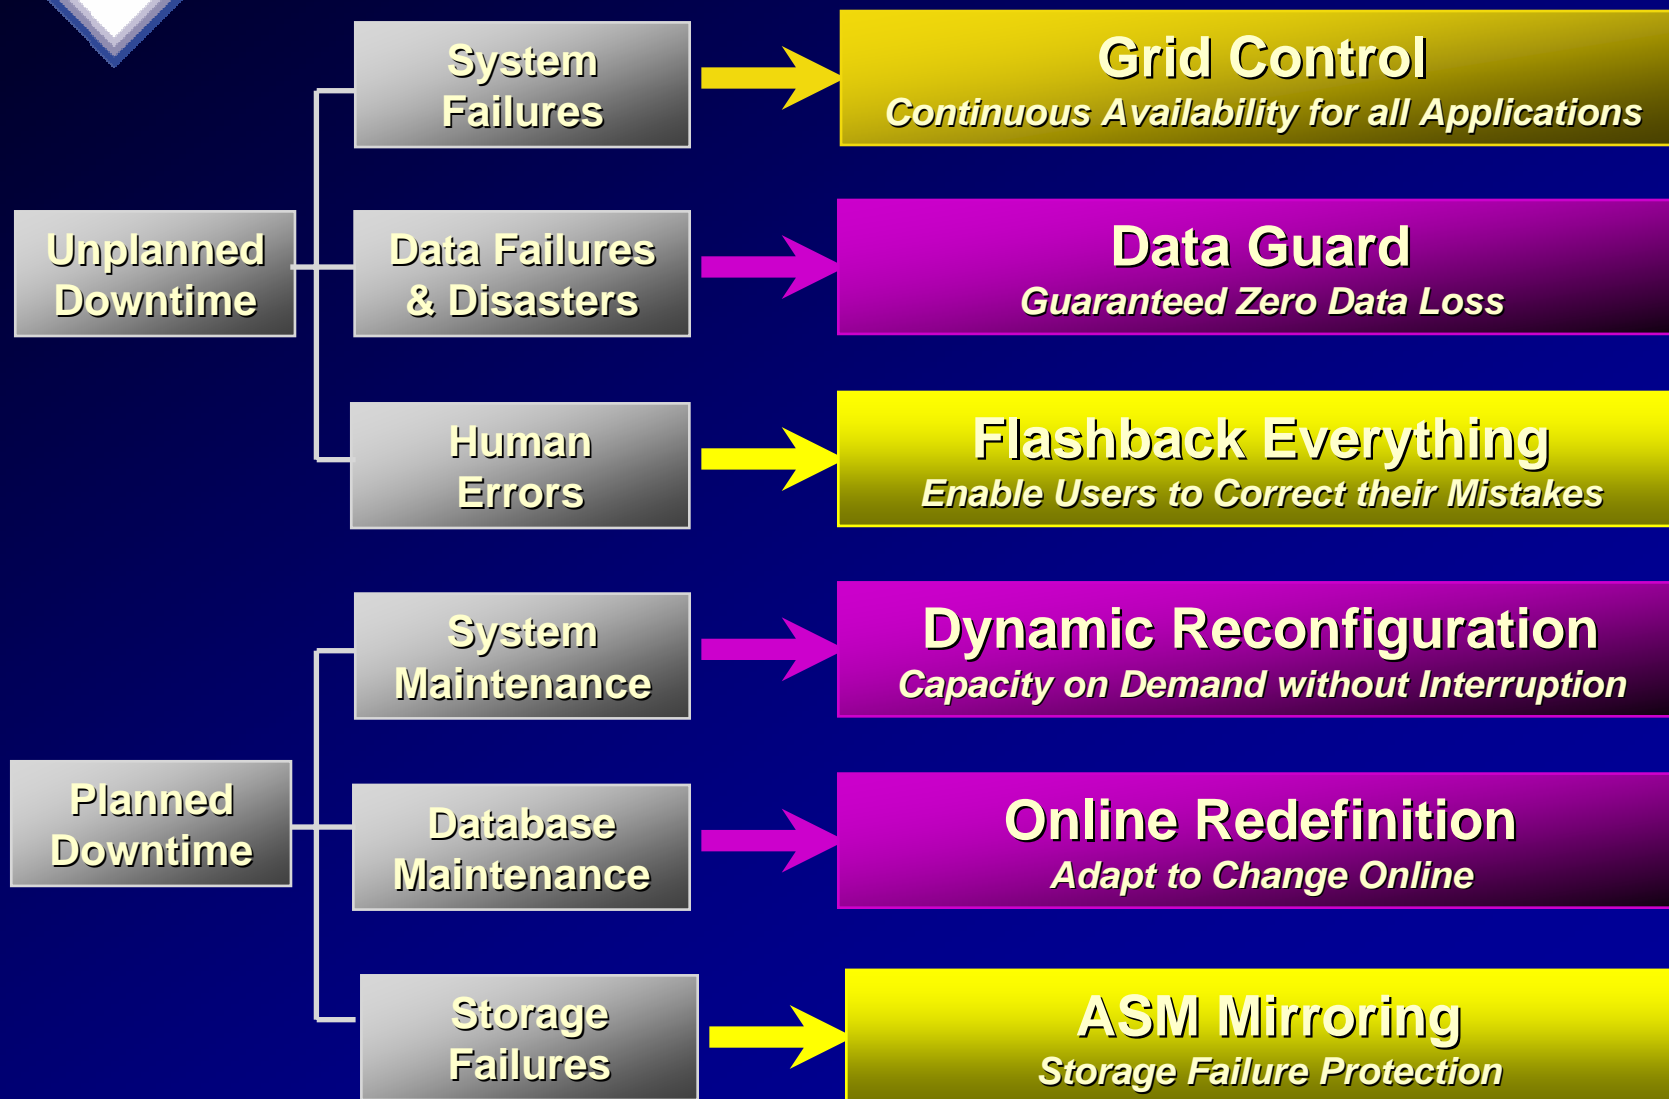 System
Failures
Grid Control
Continuous Availability for all Applications
Unplanned
Downtime
Data Failures
& Disasters
Data Guard
Guaranteed Zero Data Loss
Human
Errors
Flashback Everything
Enable Users to Correct their Mistakes
System
Maintenance
Dynamic Reconfiguration
Capacity on Demand without Interruption
Planned
Downtime
Database
Maintenance
Online Redefinition
Adapt to Change Online
Storage
Failures
ASM Mirroring
Storage Failure Protection